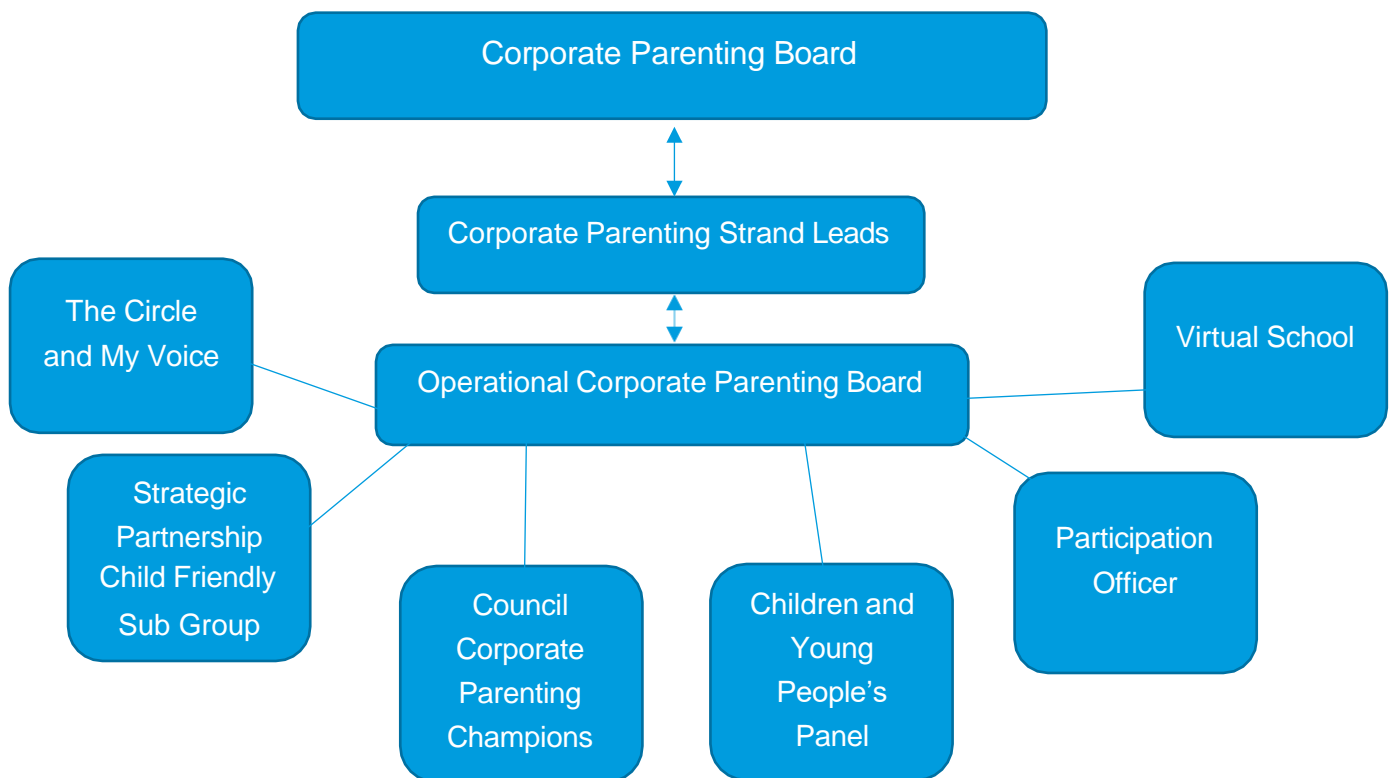 Corporate Parenting Board
Corporate Parenting Strand Leads
The Circle
and My Voice
Virtual School
Operational Corporate Parenting Board
Strategic
Partnership
Child Friendly
Sub Group
Participation
Officer
Council
Corporate
Parenting
Champions
Children and
Young
People’s
Panel